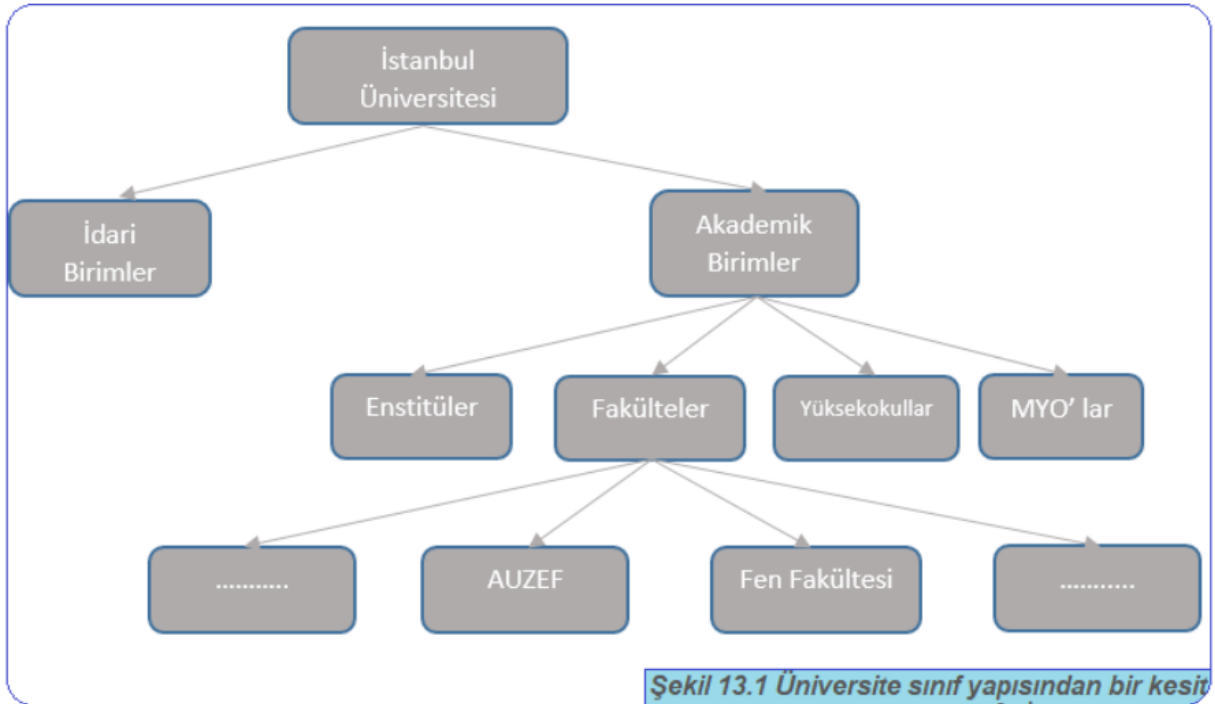 İstanbul
Üniversitesi
İdari
Birimler
Akademik
Birimler
Enstitüler
Fakülteler
Yüksekokullar
MYO' lar
...........
AUZEF
Fen Fakültesi
...........
Şekil 13.1 Üniversite sınıf yapısından bir kesit